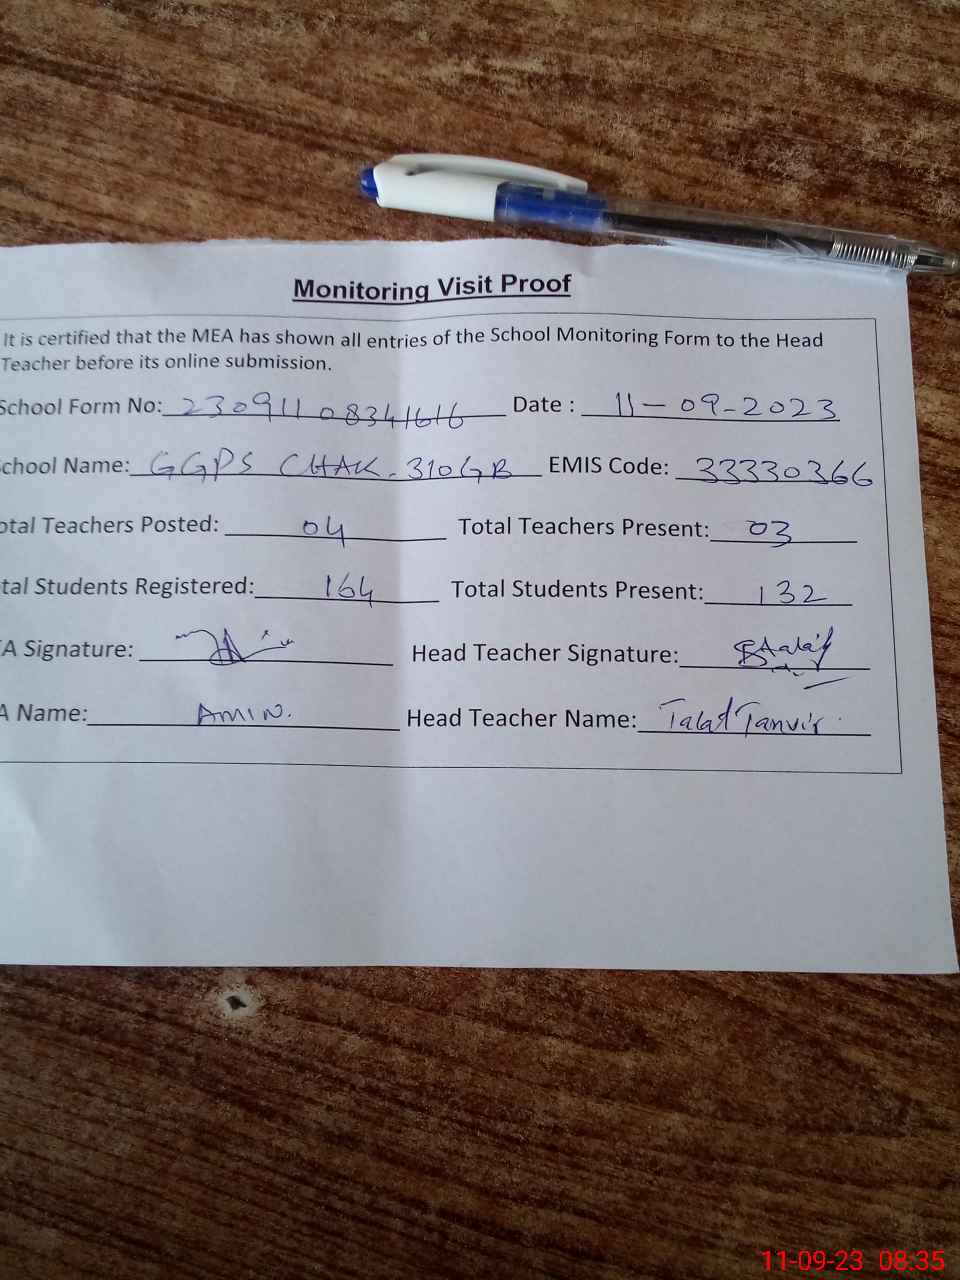 Monitoring Visit Proof
It is certified that the MEA has shown all entries of the School Monitoring Form to the Head
Teacher before its online submission.
School Form No: 23091108341616 Date : 11-09-2023
chool Name: GGPS CHAK-310GB EMIS Code: 33330366
otal Teachers Posted: 04 Total Teachers Present: 03
tal Students Registered: 164 Total Students Present: 132
A Signature: Head Teacher Signature:
A Name: AMIN. Head Teacher Name: Talat Tanvir
11-09-23 08:35